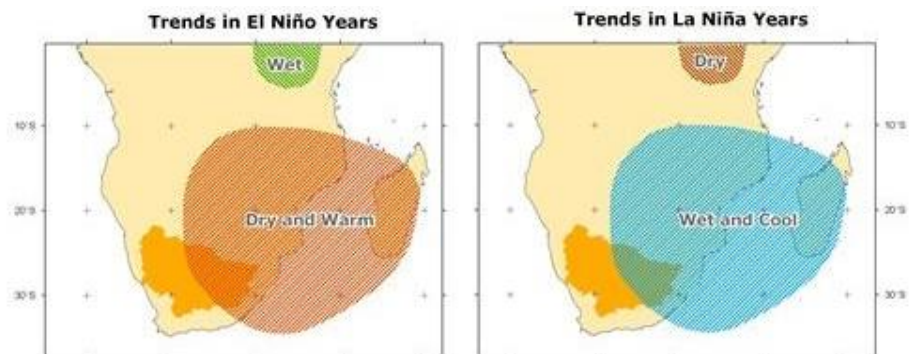 Trends in El Niño Years
Wet
10°S
20°S
Dry and Warm
30°S
Trends in La Niña Years
Dry
10°S
20°S
Wet and Cool
30°S